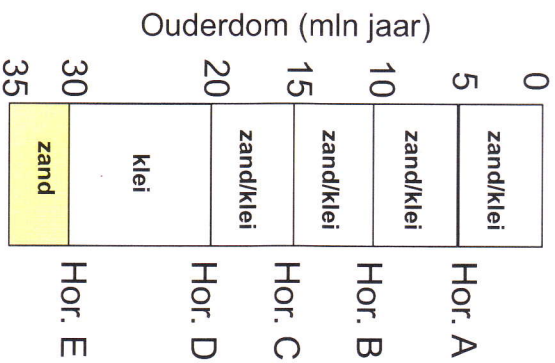 Ouderdom (mln jaar)
35
30
20
15
10
5
0
zand
klei
zand/klei
zand/klei
zand/klei
zand/klei
Hor. E
Hor. D
Hor. C
Hor. B
Hor. A